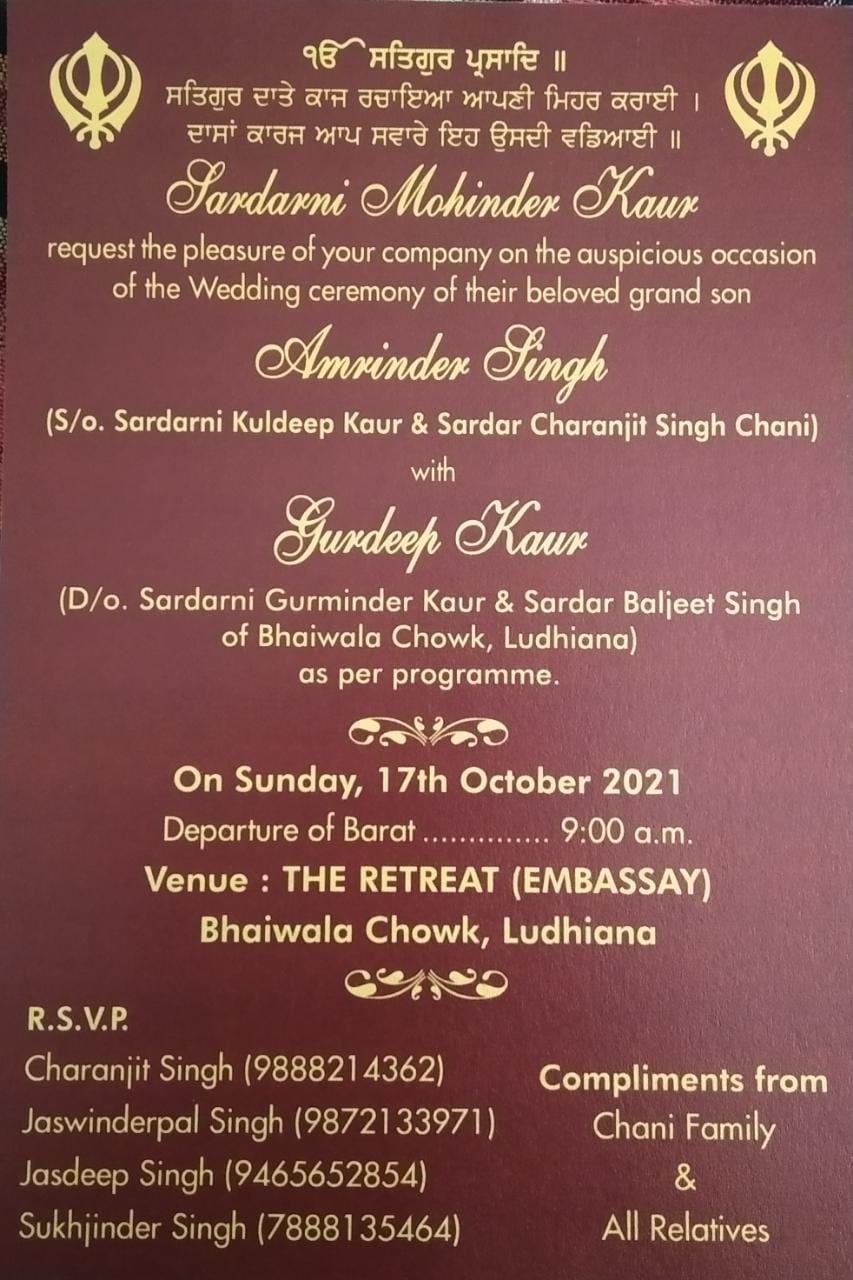 ੴ ਸਤਿਗੁਰ ਪ੍ਰਸਾਦਿ ॥
ਸਤਿਗੁਰ ਦਾਤੇ ਕਾਜ ਰਚਾਇਆ ਆਪਣੀ ਮਿਹਰ ਕਰਾਈ ।
ਦਾਸਾਂ ਕਾਰਜ ਆਪ ਸਵਾਰੇ ਇਹ ਉਸਦੀ ਵਡਿਆਈ ॥
Sardarni Mohinder Kaur
request the pleasure of your company on the auspicious occasion
of the Wedding ceremony of their beloved grand son
Amrinder Singh
(S/o. Sardarni Kuldeep Kaur & Sardar Charanjit Singh Chani)
with
Gurdeep Kaur
(D/o. Sardarni Gurminder Kaur & Sardar Baljeet Singh
of Bhaiwala Chowk, Ludhiana)
as per programme.
On Sunday, 17th October 2021
Departure of Barat .............. 9:00 a.m.
Venue : THE RETREAT (EMBASSAY)
Bhaiwala Chowk, Ludhiana
R.S.V.P.
Charanjit Singh (9888214362)
Jaswinderpal Singh (9872133971)
Jasdeep Singh (9465652854)
Sukhjinder Singh (7888135464)
Compliments from
Chani Family
&
All Relatives